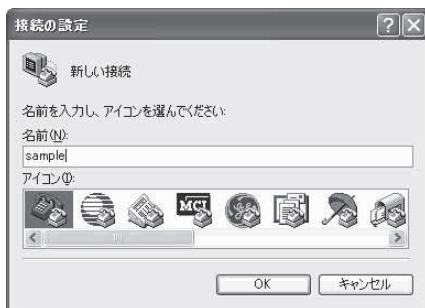 接続の設定
新しい接続
名前を入力し、アイコンを選んでください:
名前(N):
sample
アイコン(I):
MCI
OK
キャンセル